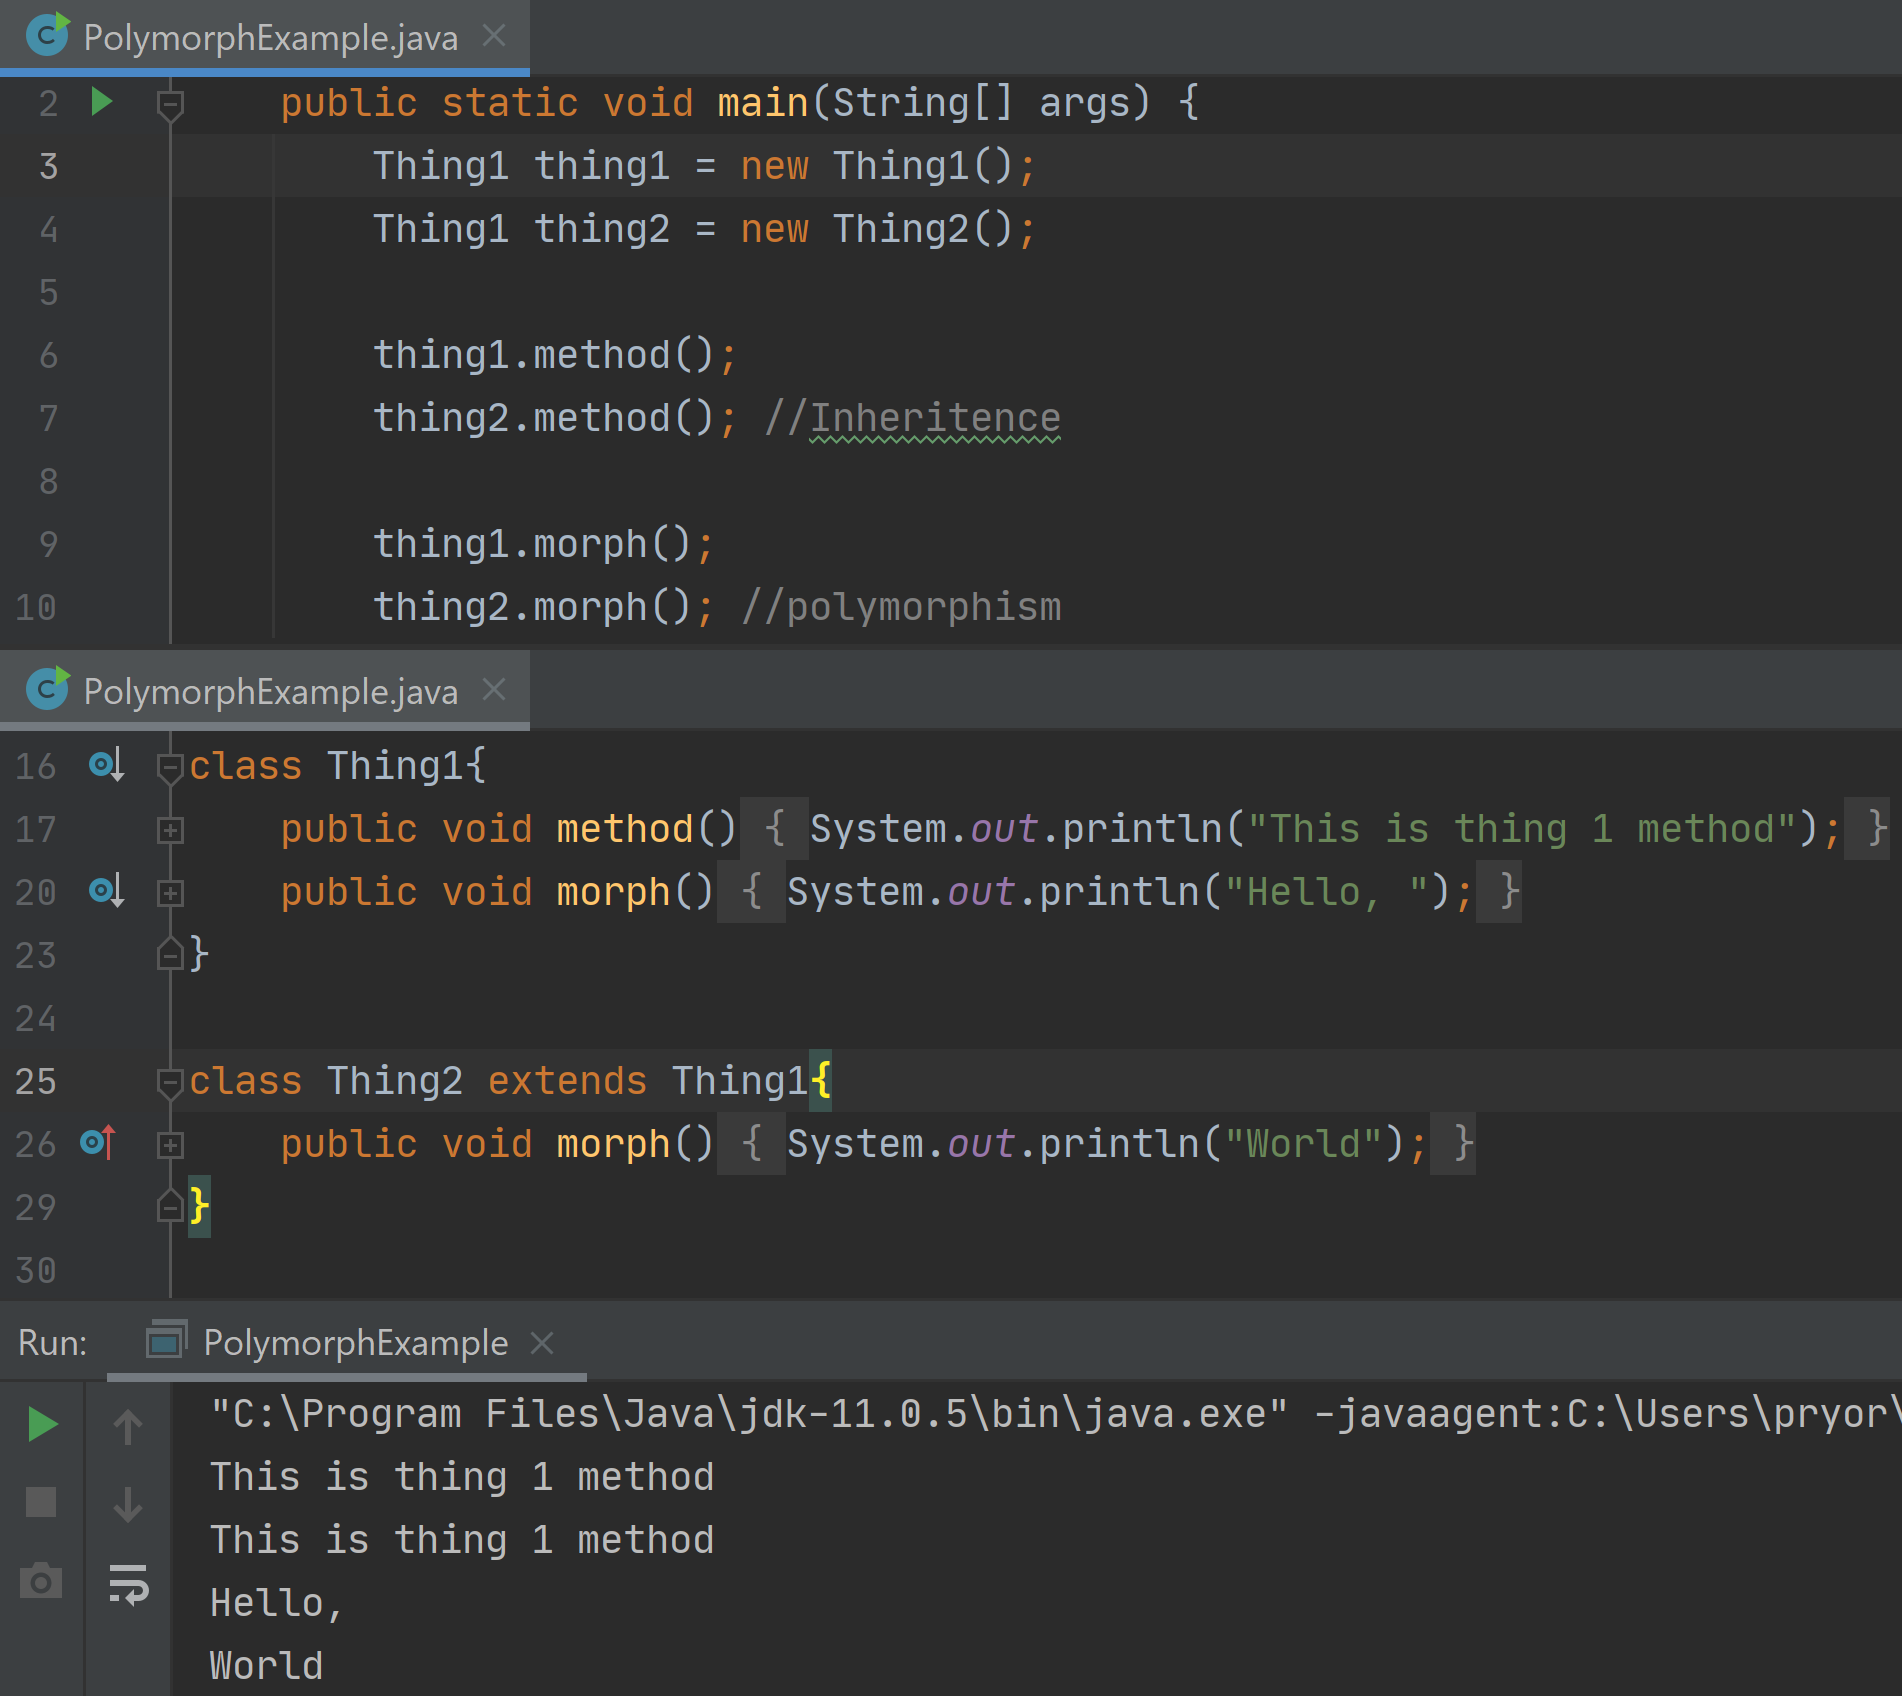 PolymorphExample.java
2 public static void main(String[] args) {
3 Thing1 thing1 = new Thing1();
4 Thing1 thing2 = new Thing2();
5
6 thing1.method();
7 thing2.method(); //Inheritence
8
9 thing1.morph();
10 thing2.morph(); //polymorphism
PolymorphExample.java
16 class Thing1{
17 public void method() { System.out.println("This is thing 1 method"); }
20 public void morph() { System.out.println("Hello, "); }
23 }
24
25 class Thing2 extends Thing1{
26 public void morph() { System.out.println("World"); }
29 }
30
Run: PolymorphExample
"C:\Program Files\Java\jdk-11.0.5\bin\java.exe" -javaagent:C:\Users\pryor\
This is thing 1 method
This is thing 1 method
Hello,
World